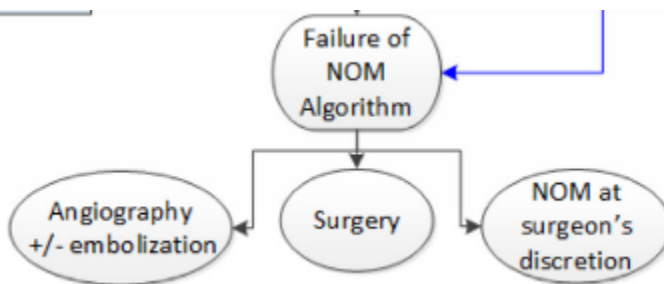 Failure of
NOM
Algorithm
Angiography
+/- embolization
Surgery
NOM at
surgeon's
discretion